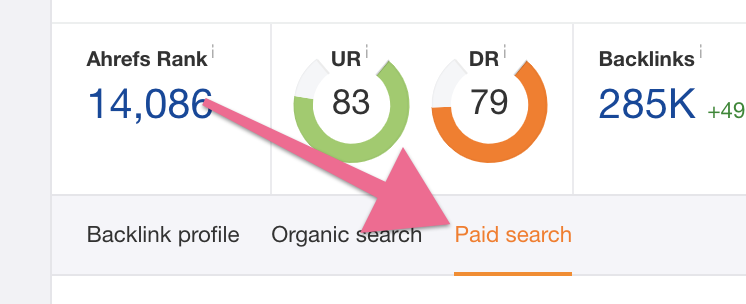 Ahrefs Rank i UR i DR i Backlinks i
14,086 83 79 285K +49
Backlink profile Organic search Paid search